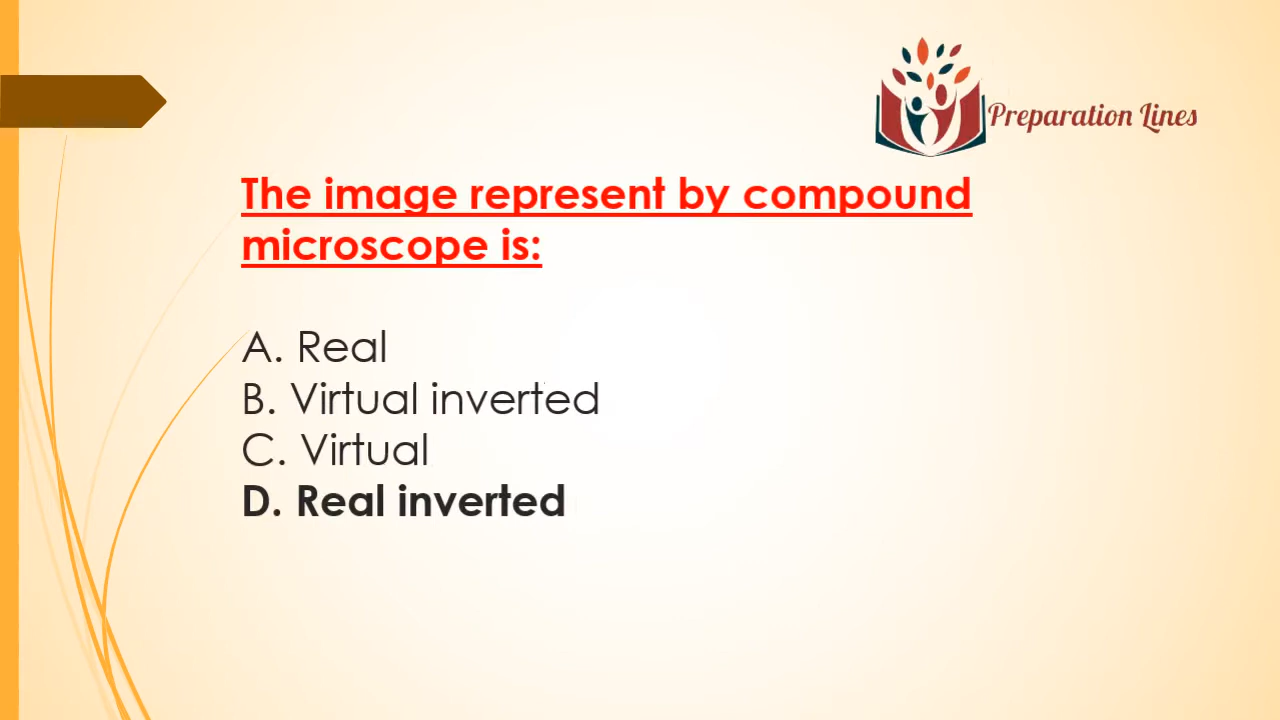 Preparation Lines
The image represent by compound
microscope is:
A. Real
B. Virtual inverted
C. Virtual
D. Real inverted